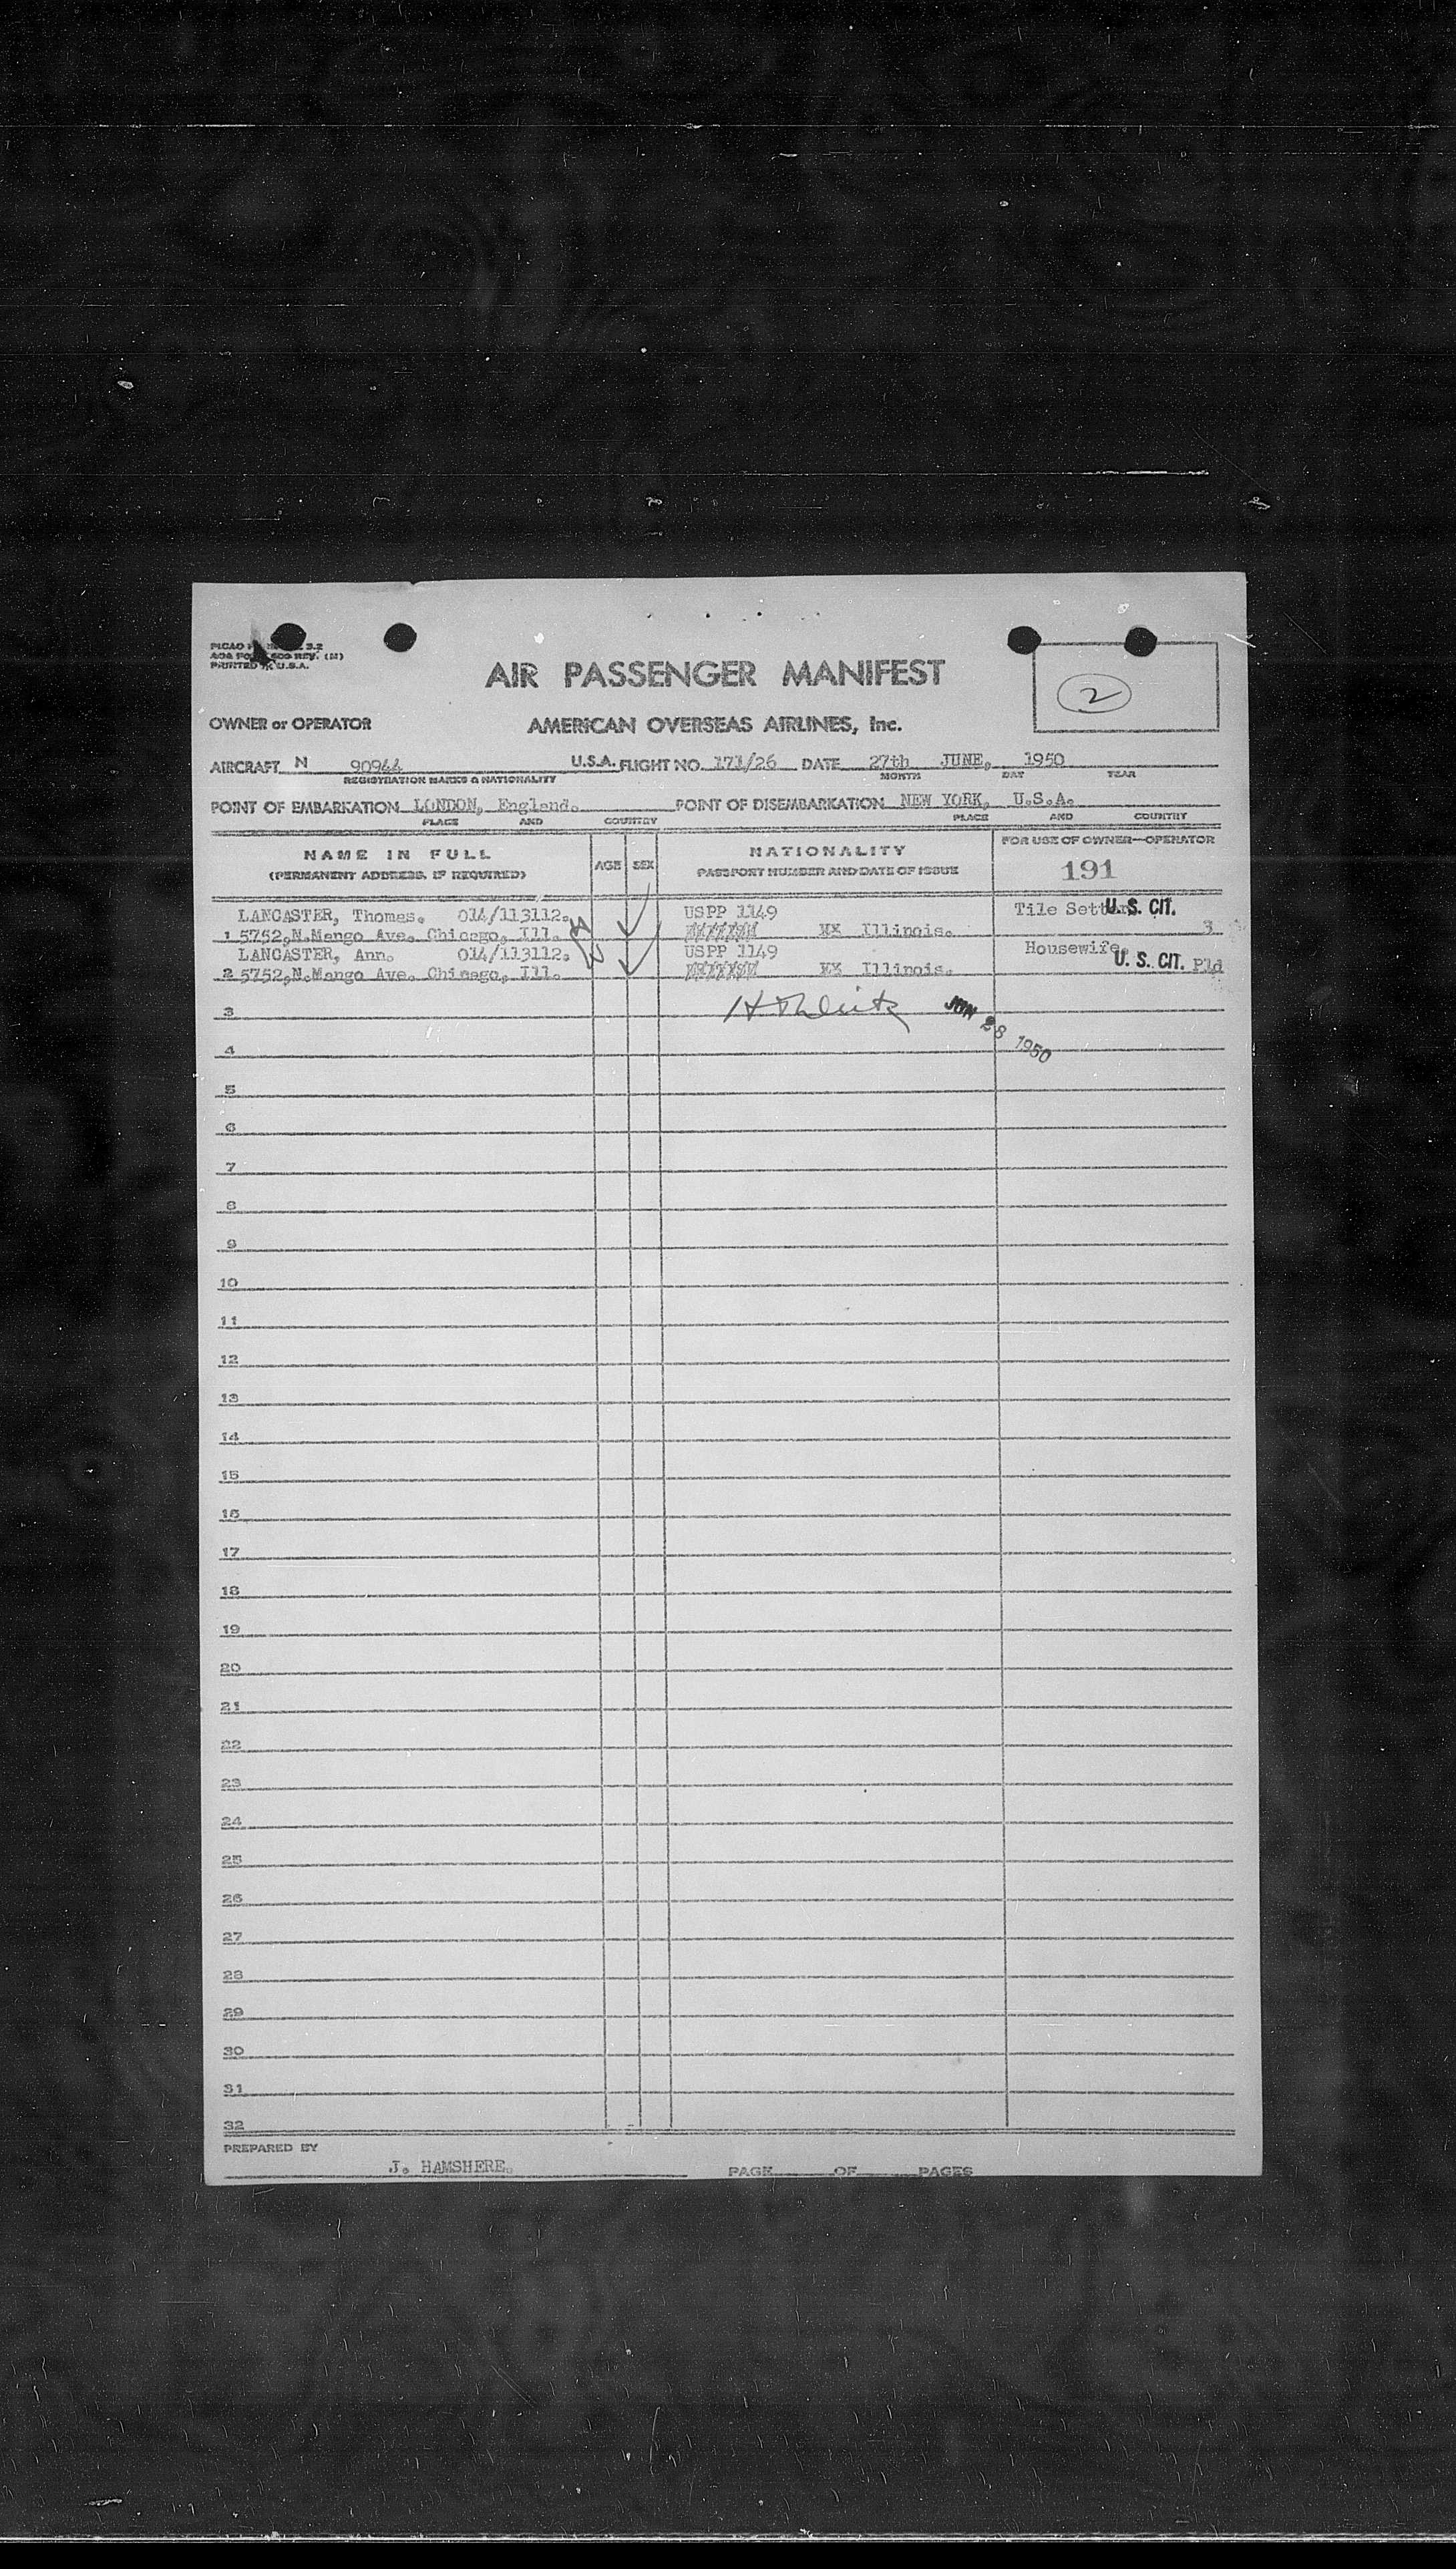 AIR PASSENGER MANIFEST
2
OWNER or OPERATOR AMERICAN OVERSEAS AIRLINES, Inc.
PRINTED U.S.A.
AIRCRAFT N 90944 U.S.A. FLIGHT NO. 171/26 DATE 27th JUNE, 1950
REGISTRATION MARKS & NATIONALITY MONTH DAY YEAR
POINT OF EMBARKATION LONDON, England. POINT OF DISEMBARKATION NEW YORK, U.S.A.
PLACE AND COUNTRY PLACE AND COUNTRY
NAME IN FULL AGE SEX NATIONALITY FOR USE OF OWNER—OPERATOR
(PERMANENT ADDRESS, IF REQUIRED) PASSPORT NUMBER AND DATE OF ISSUE 191
LANCASTER, Thomas. 014/113112. USPP 1149 Tile U. S. CIT.
1 5752,N.Mango Ave. Chicago, Ill. Illinois. 3
LANCASTER, Ann. 014/113112. USPP 1149 Housewife.
2 5752,N.Mango Ave. Chicago, Ill. EX Illinois. U. S. CIT. Pld
3 JUN 28 1950
4
5
6
7
8
9
10
11
12
13
14
15
16
17
18
19
20
21
22
23
24
25
26
27
28
29
30
31
32
PREPARED BY
J. HAMSHERE. PAGE OF PAGES